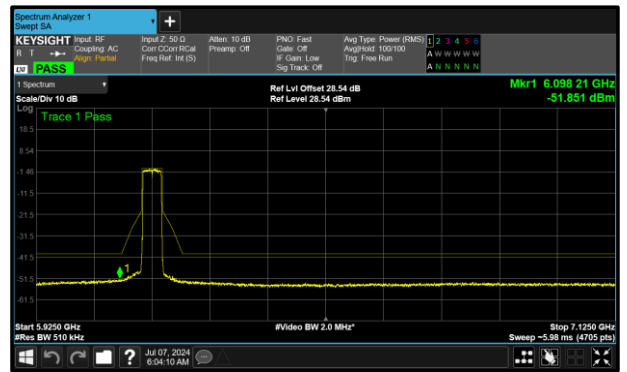 Spectrum Analyzer 1
Swept SA
KEYSIGHT
R T
LXI PASS
Input: RF
Coupling: AC
Align: Partial
Input Z: 50 Ω
Corr CCorr RCal
Freq Ref: Int (S)
Atten: 10 dB
Preamp: Off
PNO: Fast
Gate: Off
IF Gain: Low
Sig Track: Off
Avg Type: Power (RMS)
Avg|Hold: 100/100
Trig: Free Run
1 2 3 4 5 6
A W W W W W
A N N N N N
1 Spectrum
Scale/Div 10 dB
Ref Lvl Offset 28.54 dB
Ref Level 28.54 dBm
Mkr1 6.098 21 GHz
-51.851 dBm
Log
Trace 1 Pass
18.5
8.54
-1.46
-11.5
-21.5
-31.5
-41.5
1
-51.5
-61.5
Start 5.9250 GHz
#Res BW 510 kHz
#Video BW 2.0 MHz*
Stop 7.1250 GHz
Sweep ~5.98 ms (4705 pts)
?
Jul 07, 2024
6:04:10 AM